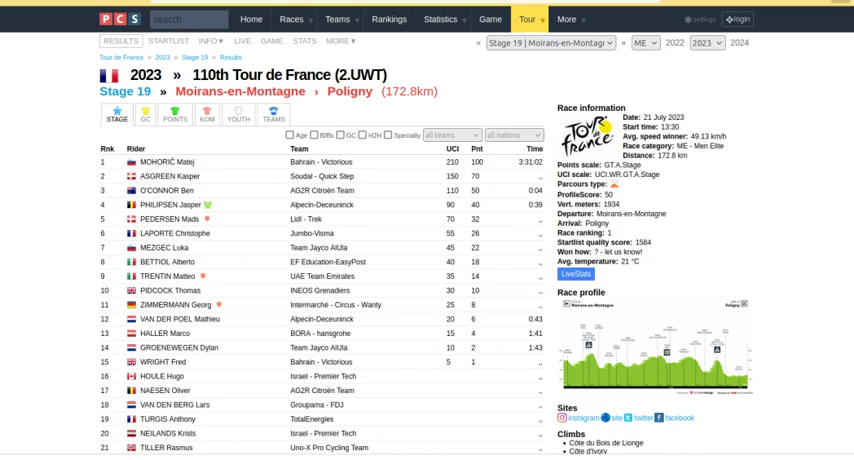 PCS search Home Races Teams Rankings Statistics Game Tour More settings login
RESULTS STARTLIST INFO LIVE GAME STATS MORE « Stage 19 | Moirans-en-Montagn » ME 2022 2023 2024
Tour de France » 2023 » Stage 19 » Results
2023 » 110th Tour de France (2.UWT)
Stage 19 » Moirans-en-Montagne › Poligny (172.8km)
STAGE GC POINTS KOM YOUTH TEAMS
Age BIBs GC H2H Specialty all teams all nations
Rnk Rider Team UCI Pnt Time
1 MOHORIČ Matej Bahrain - Victorious 210 100 3:31:02
2 ASGREEN Kasper Soudal - Quick Step 150 70 ,,
3 O'CONNOR Ben AG2R Citroën Team 110 50 0:04
4 PHILIPSEN Jasper Alpecin-Deceuninck 90 40 0:39
5 PEDERSEN Mads Lidl - Trek 70 32 ,,
6 LAPORTE Christophe Jumbo-Visma 55 26 ,,
7 MEZGEC Luka Team Jayco AlUla 45 22 ,,
8 BETTIOL Alberto EF Education-EasyPost 40 18 ,,
9 TRENTIN Matteo UAE Team Emirates 35 14 ,,
10 PIDCOCK Thomas INEOS Grenadiers 30 10 ,,
11 ZIMMERMANN Georg Intermarché - Circus - Wanty 25 8 ,,
12 VAN DER POEL Mathieu Alpecin-Deceuninck 20 6 0:43
13 HALLER Marco BORA - hansgrohe 15 4 1:41
14 GROENEWEGEN Dylan Team Jayco AlUla 10 2 1:43
15 WRIGHT Fred Bahrain - Victorious 5 1 ,,
16 HOULE Hugo Israel - Premier Tech ,,
17 NAESEN Oliver AG2R Citroën Team ,,
18 VAN DEN BERG Lars Groupama - FDJ ,,
19 TURGIS Anthony TotalEnergies ,,
20 NEILANDS Krists Israel - Premier Tech ,,
21 TILLER Rasmus Uno-X Pro Cycling Team ,,
Race information
TOUR de france
Date: 21 July 2023
Start time: 13:30
Avg. speed winner: 49.13 km/h
Race category: ME - Men Elite
Distance: 172.8 km
Points scale: GT.A.Stage
UCI scale: UCI.WR.GT.A.Stage
Parcours type:
ProfileScore: 50
Vert. meters: 1934
Departure: Moirans-en-Montagne
Arrival: Poligny
Race ranking: 1
Startlist quality score: 1584
Won how: ? - let us know!
Avg. temperature: 21 °C
LiveStats
Race profile
Moirans-en-Montagne Poligny
Sites
instagram site twitter facebook
Climbs
Côte du Bois de Lionge
Côte d'Ivory